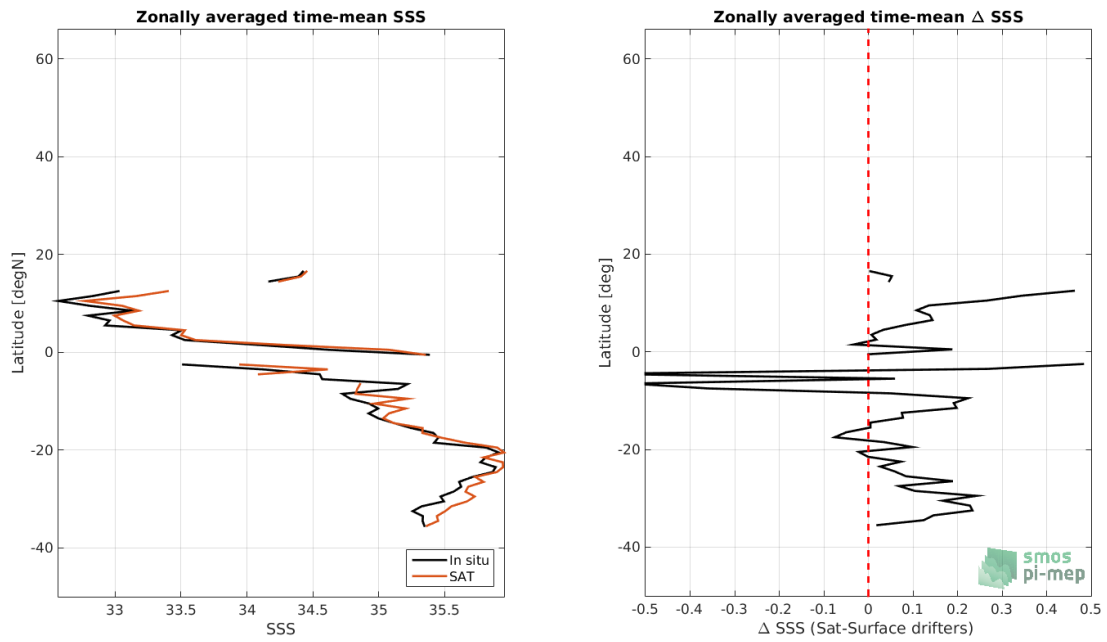 Zonally averaged time-mean SSS
Latitude [degN]
60
40
20
0
-20
-40
33
33.5
34
34.5
35
35.5
SSS
In situ
SAT
Zonally averaged time-mean Δ SSS
Latitude [deg]
60
40
20
0
-20
-40
-0.5
-0.4
-0.3
-0.2
-0.1
0
0.1
0.2
0.3
0.4
0.5
Δ SSS (Sat-Surface drifters)
smos
pi-mep